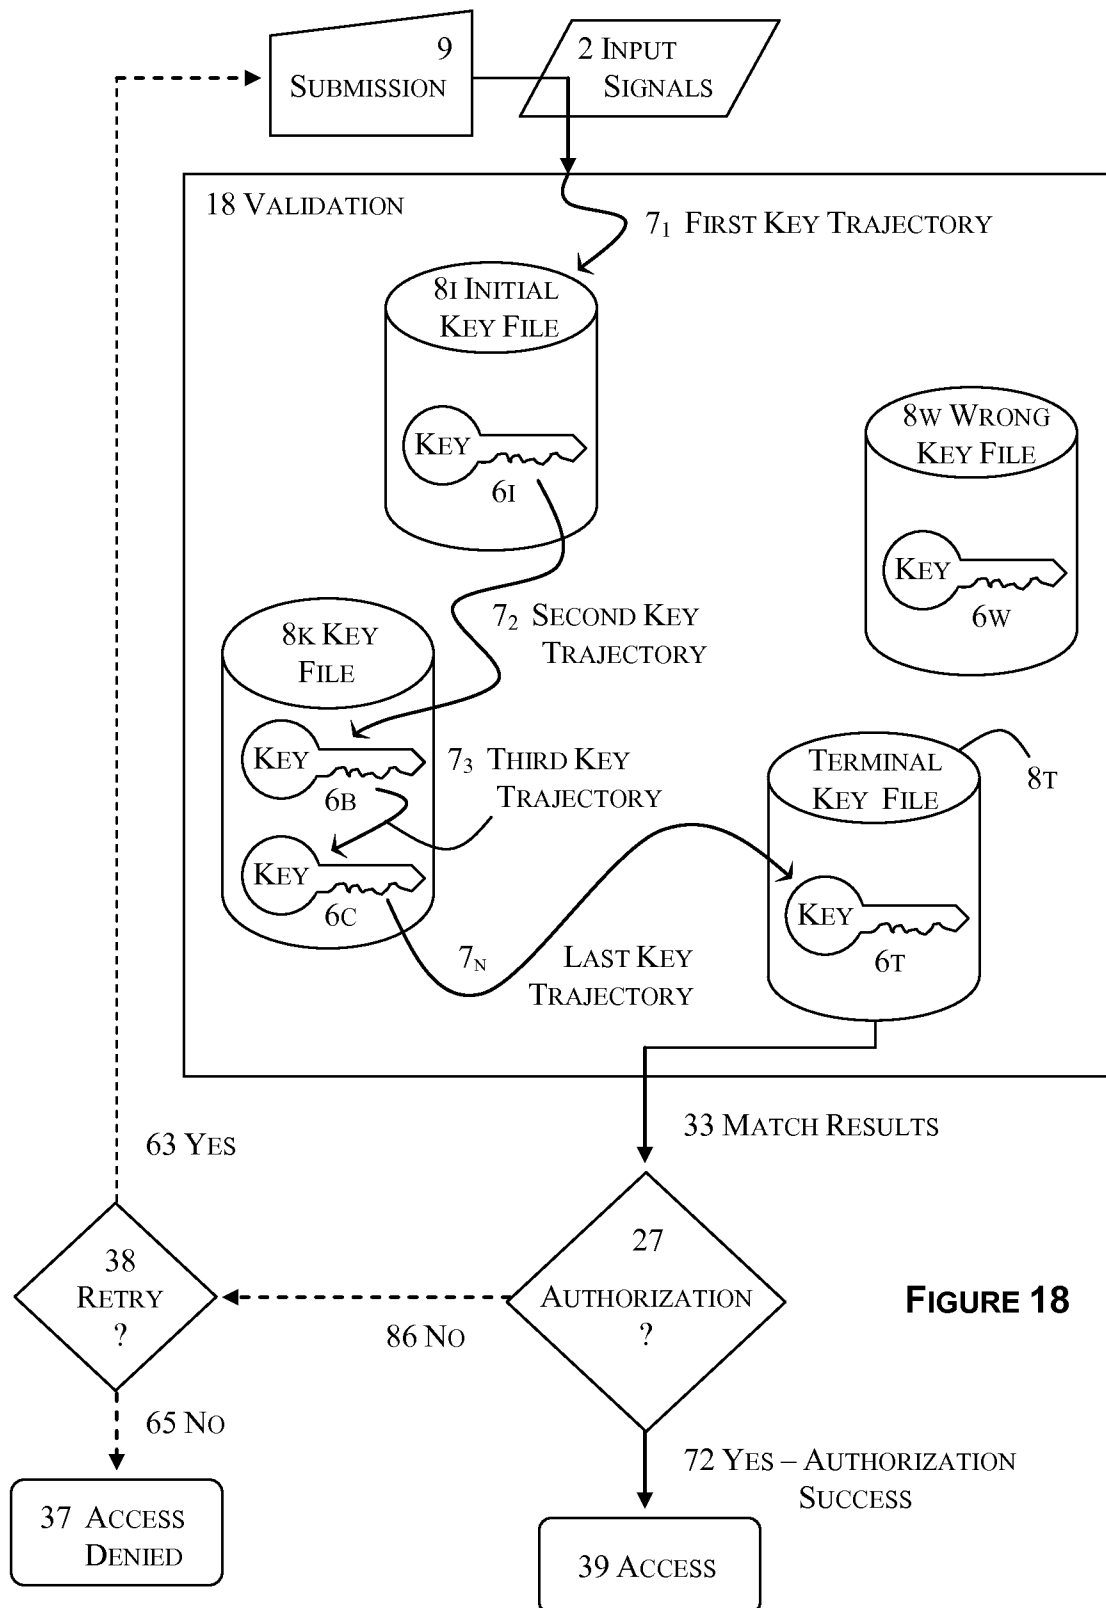 9
SUBMISSION
2 INPUT
SIGNALS
18 VALIDATION
7₁ FIRST KEY TRAJECTORY
8I INITIAL
KEY FILE
KEY
6I
8W WRONG
KEY FILE
KEY
6W
7₂ SECOND KEY
TRAJECTORY
8K KEY
FILE
KEY
6B
7₃ THIRD KEY
TRAJECTORY
KEY
6C
TERMINAL
KEY FILE
8T
KEY
6T
7N LAST KEY
TRAJECTORY
33 MATCH RESULTS
63 YES
27
AUTHORIZATION
?
38
RETRY
?
86 NO
FIGURE 18
65 NO
72 YES – AUTHORIZATION
SUCCESS
37 ACCESS
DENIED
39 ACCESS